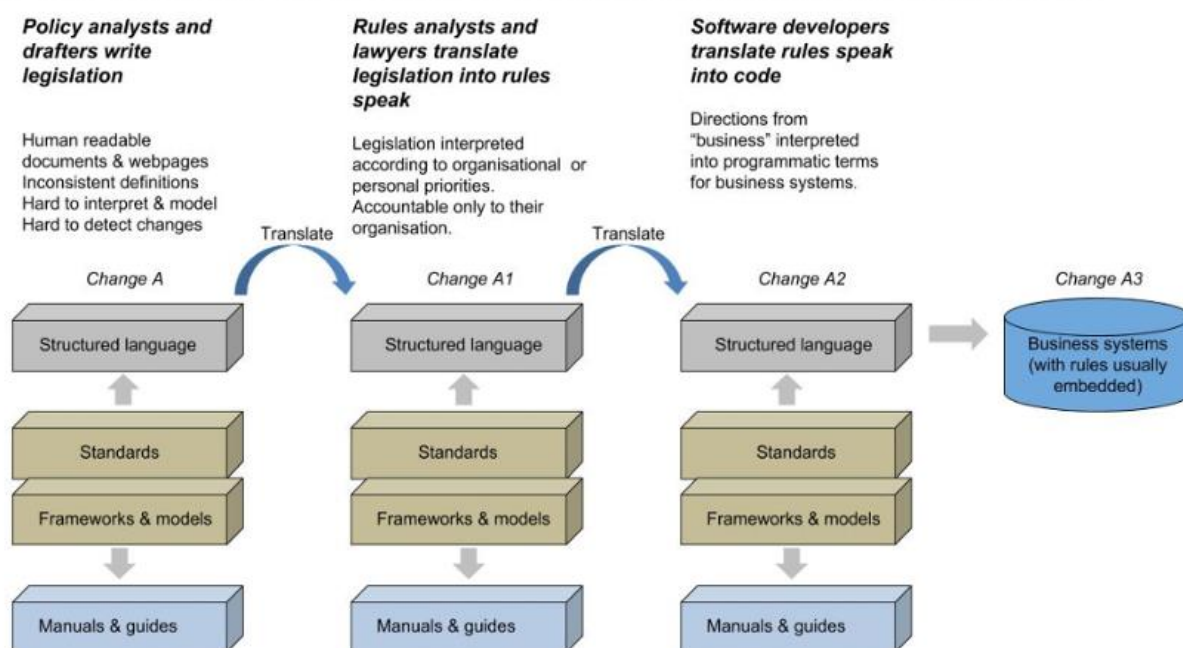 Policy analysts and
drafters write
legislation
Human readable
documents & webpages
Inconsistent definitions
Hard to interpret & model
Hard to detect changes
Rules analysts and
lawyers translate
legislation into rules
speak
Legislation interpreted
according to organisational or
personal priorities.
Accountable only to their
organisation.
Software developers
translate rules speak
into code
Directions from
"business" interpreted
into programmatic terms
for business systems.
Translate
Translate
Change A
Change A1
Change A2
Change A3
Structured language
Structured language
Structured language
Business systems
(with rules usually
embedded)
Standards
Standards
Standards
Frameworks & models
Frameworks & models
Frameworks & models
Manuals & guides
Manuals & guides
Manuals & guides